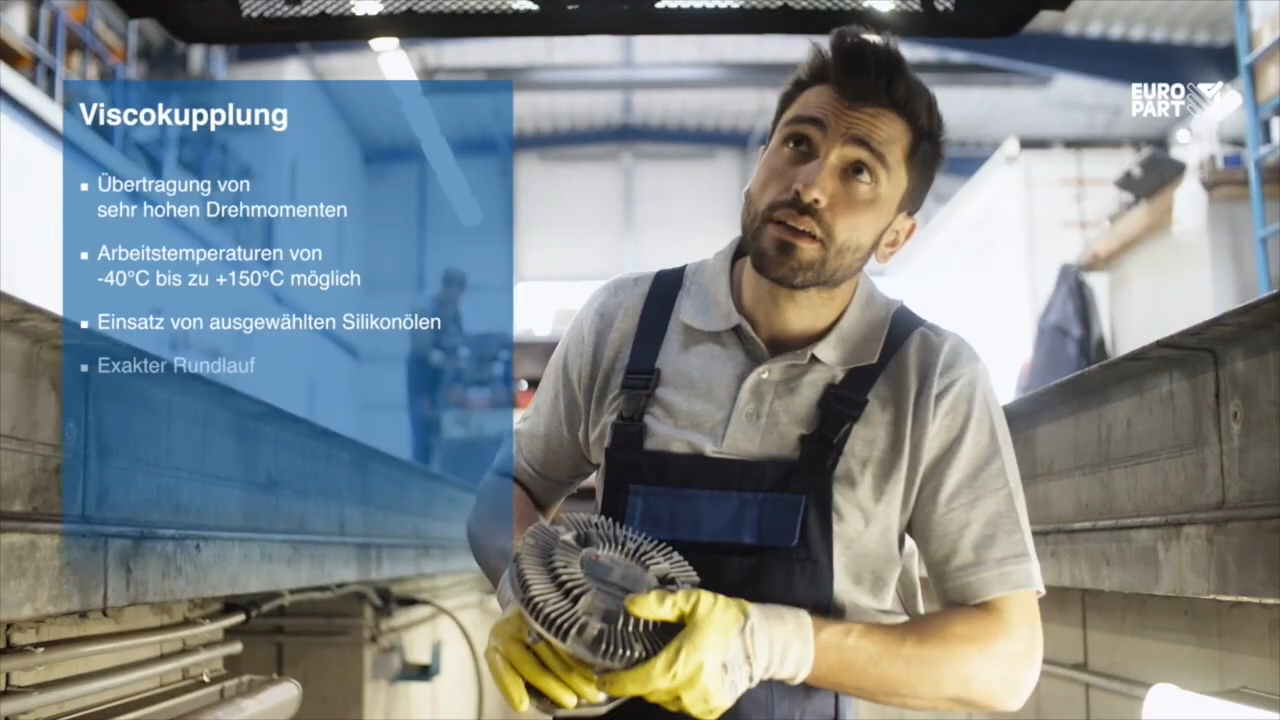 Viscokupplung
EURO
PART
▪ Übertragung von
sehr hohen Drehmomenten
▪ Arbeitstemperaturen von
-40°C bis zu +150°C möglich
▪ Einsatz von ausgewählten Silikonölen
▪ Exakter Rundlauf